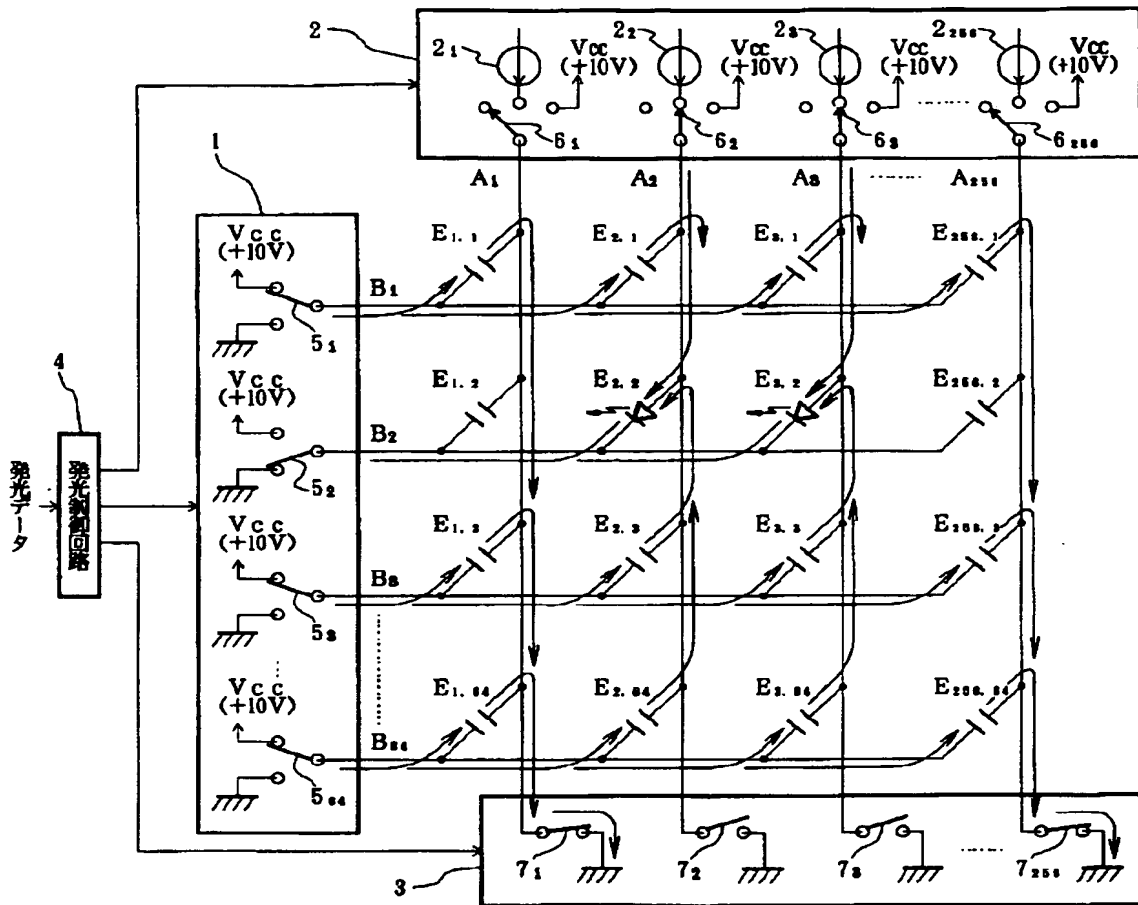 2
2₁
Vcc
(+10V)
2₂
Vcc
(+10V)
2₃
Vcc
(+10V)
2₂₅₆
Vcc
(+10V)
6₁
6₂
6₃
6₂₅₆
1
A₁
A₂
A₃
A₂₅₆
Vcc
(+10V)
5₁
B₁
E₁.₁
E₂.₁
E₃.₁
E₂₅₆.₁
4
発光データ
発光制御回路
Vcc
(+10V)
5₂
B₂
E₁.₂
E₂.₂
E₃.₂
E₂₅₆.₂
Vcc
(+10V)
5₃
B₃
E₁.₃
E₂.₃
E₃.₃
E₂₅₆.₃
Vcc
(+10V)
5₆₄
B₆₄
E₁.₆₄
E₂.₆₄
E₃.₆₄
E₂₅₆.₆₄
3
7₁
7₂
7₃
7₂₅₆